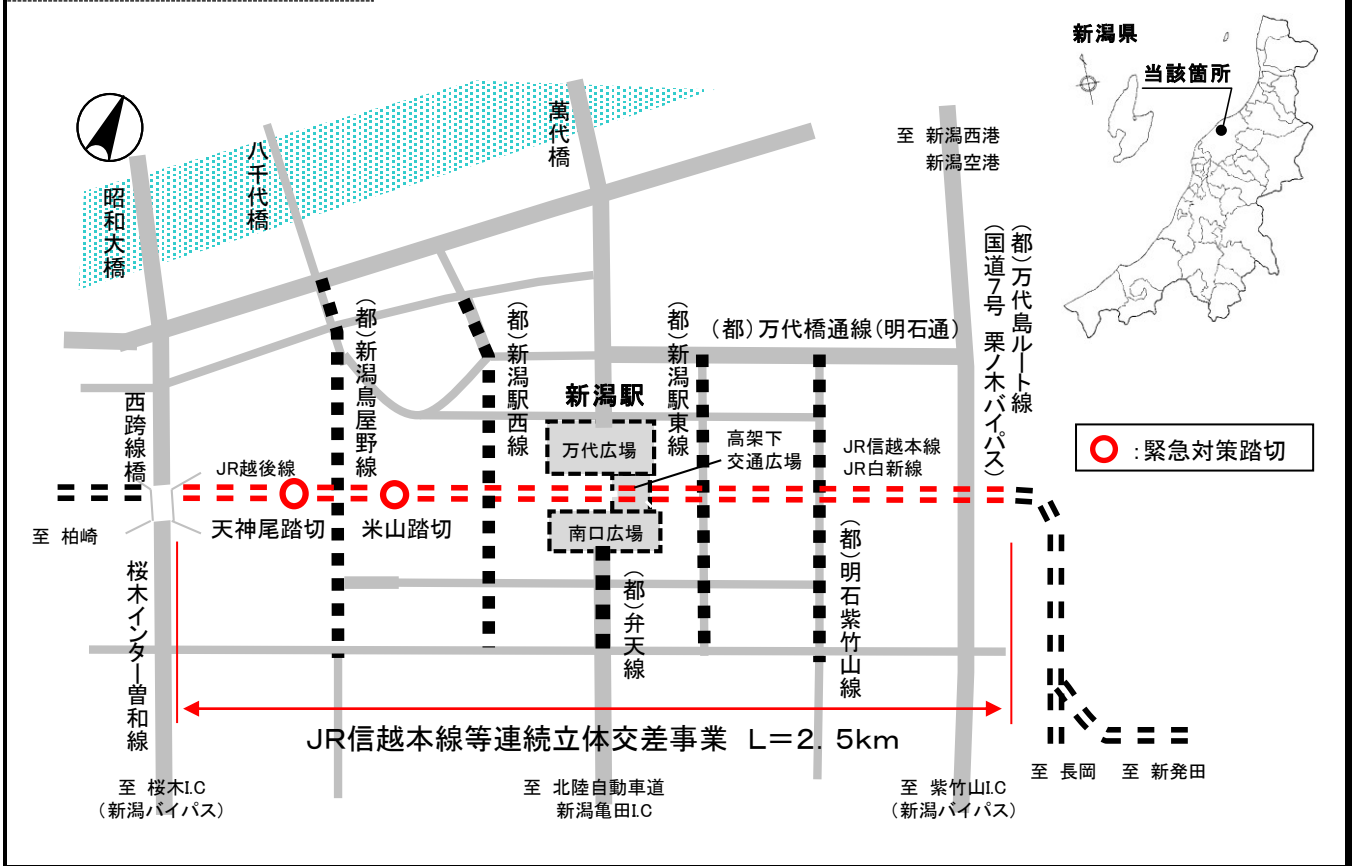 新潟県
当該箇所
萬代橋
八千代橋
昭和大橋
至 新潟西港
新潟空港
(都)万代島ルート線
(国道7号 栗ノ木バイパス)
(都)新潟鳥屋野線
(都)新潟駅西線
(都)新潟駅東線
(都)万代橋通線(明石通)
新潟駅
万代広場
高架下
交通広場
JR信越本線
JR白新線
:緊急対策踏切
西跨線橋
JR越後線
至 柏崎
天神尾踏切
米山踏切
南口広場
(都)弁天線
(都)明石紫竹山線
桜木インター曽和線
JR信越本線等連続立体交差事業 L=2.5km
至 長岡
至 新発田
至 桜木I.C
(新潟バイパス)
至 北陸自動車道
新潟亀田I.C
至 紫竹山I.C
(新潟バイパス)